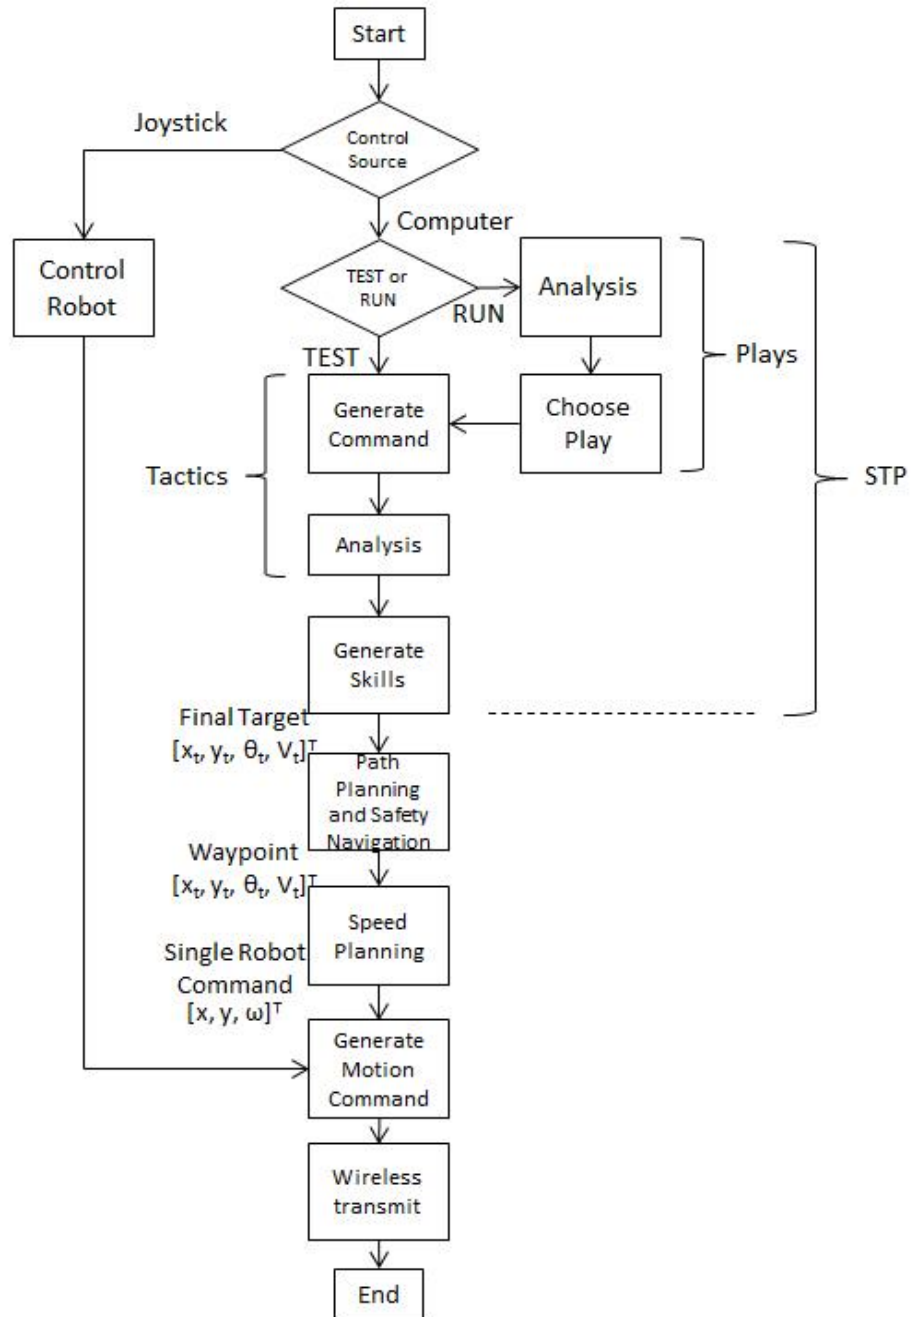 Start
Joystick
Control
Source
Computer
Control
Robot
TEST or
RUN
RUN
Analysis
Plays
TEST
Generate
Command
Choose
Play
Tactics
STP
Analysis
Generate
Skills
Final Target
[xₜ, yₜ, θₜ, Vₜ]ᵀ
Path
Planning
and Safety
Navigation
Waypoint
[xₜ, yₜ, θₜ, Vₜ]ᵀ
Speed
Planning
Single Robot
Command
[x, y, ω]ᵀ
Generate
Motion
Command
Wireless
transmit
End